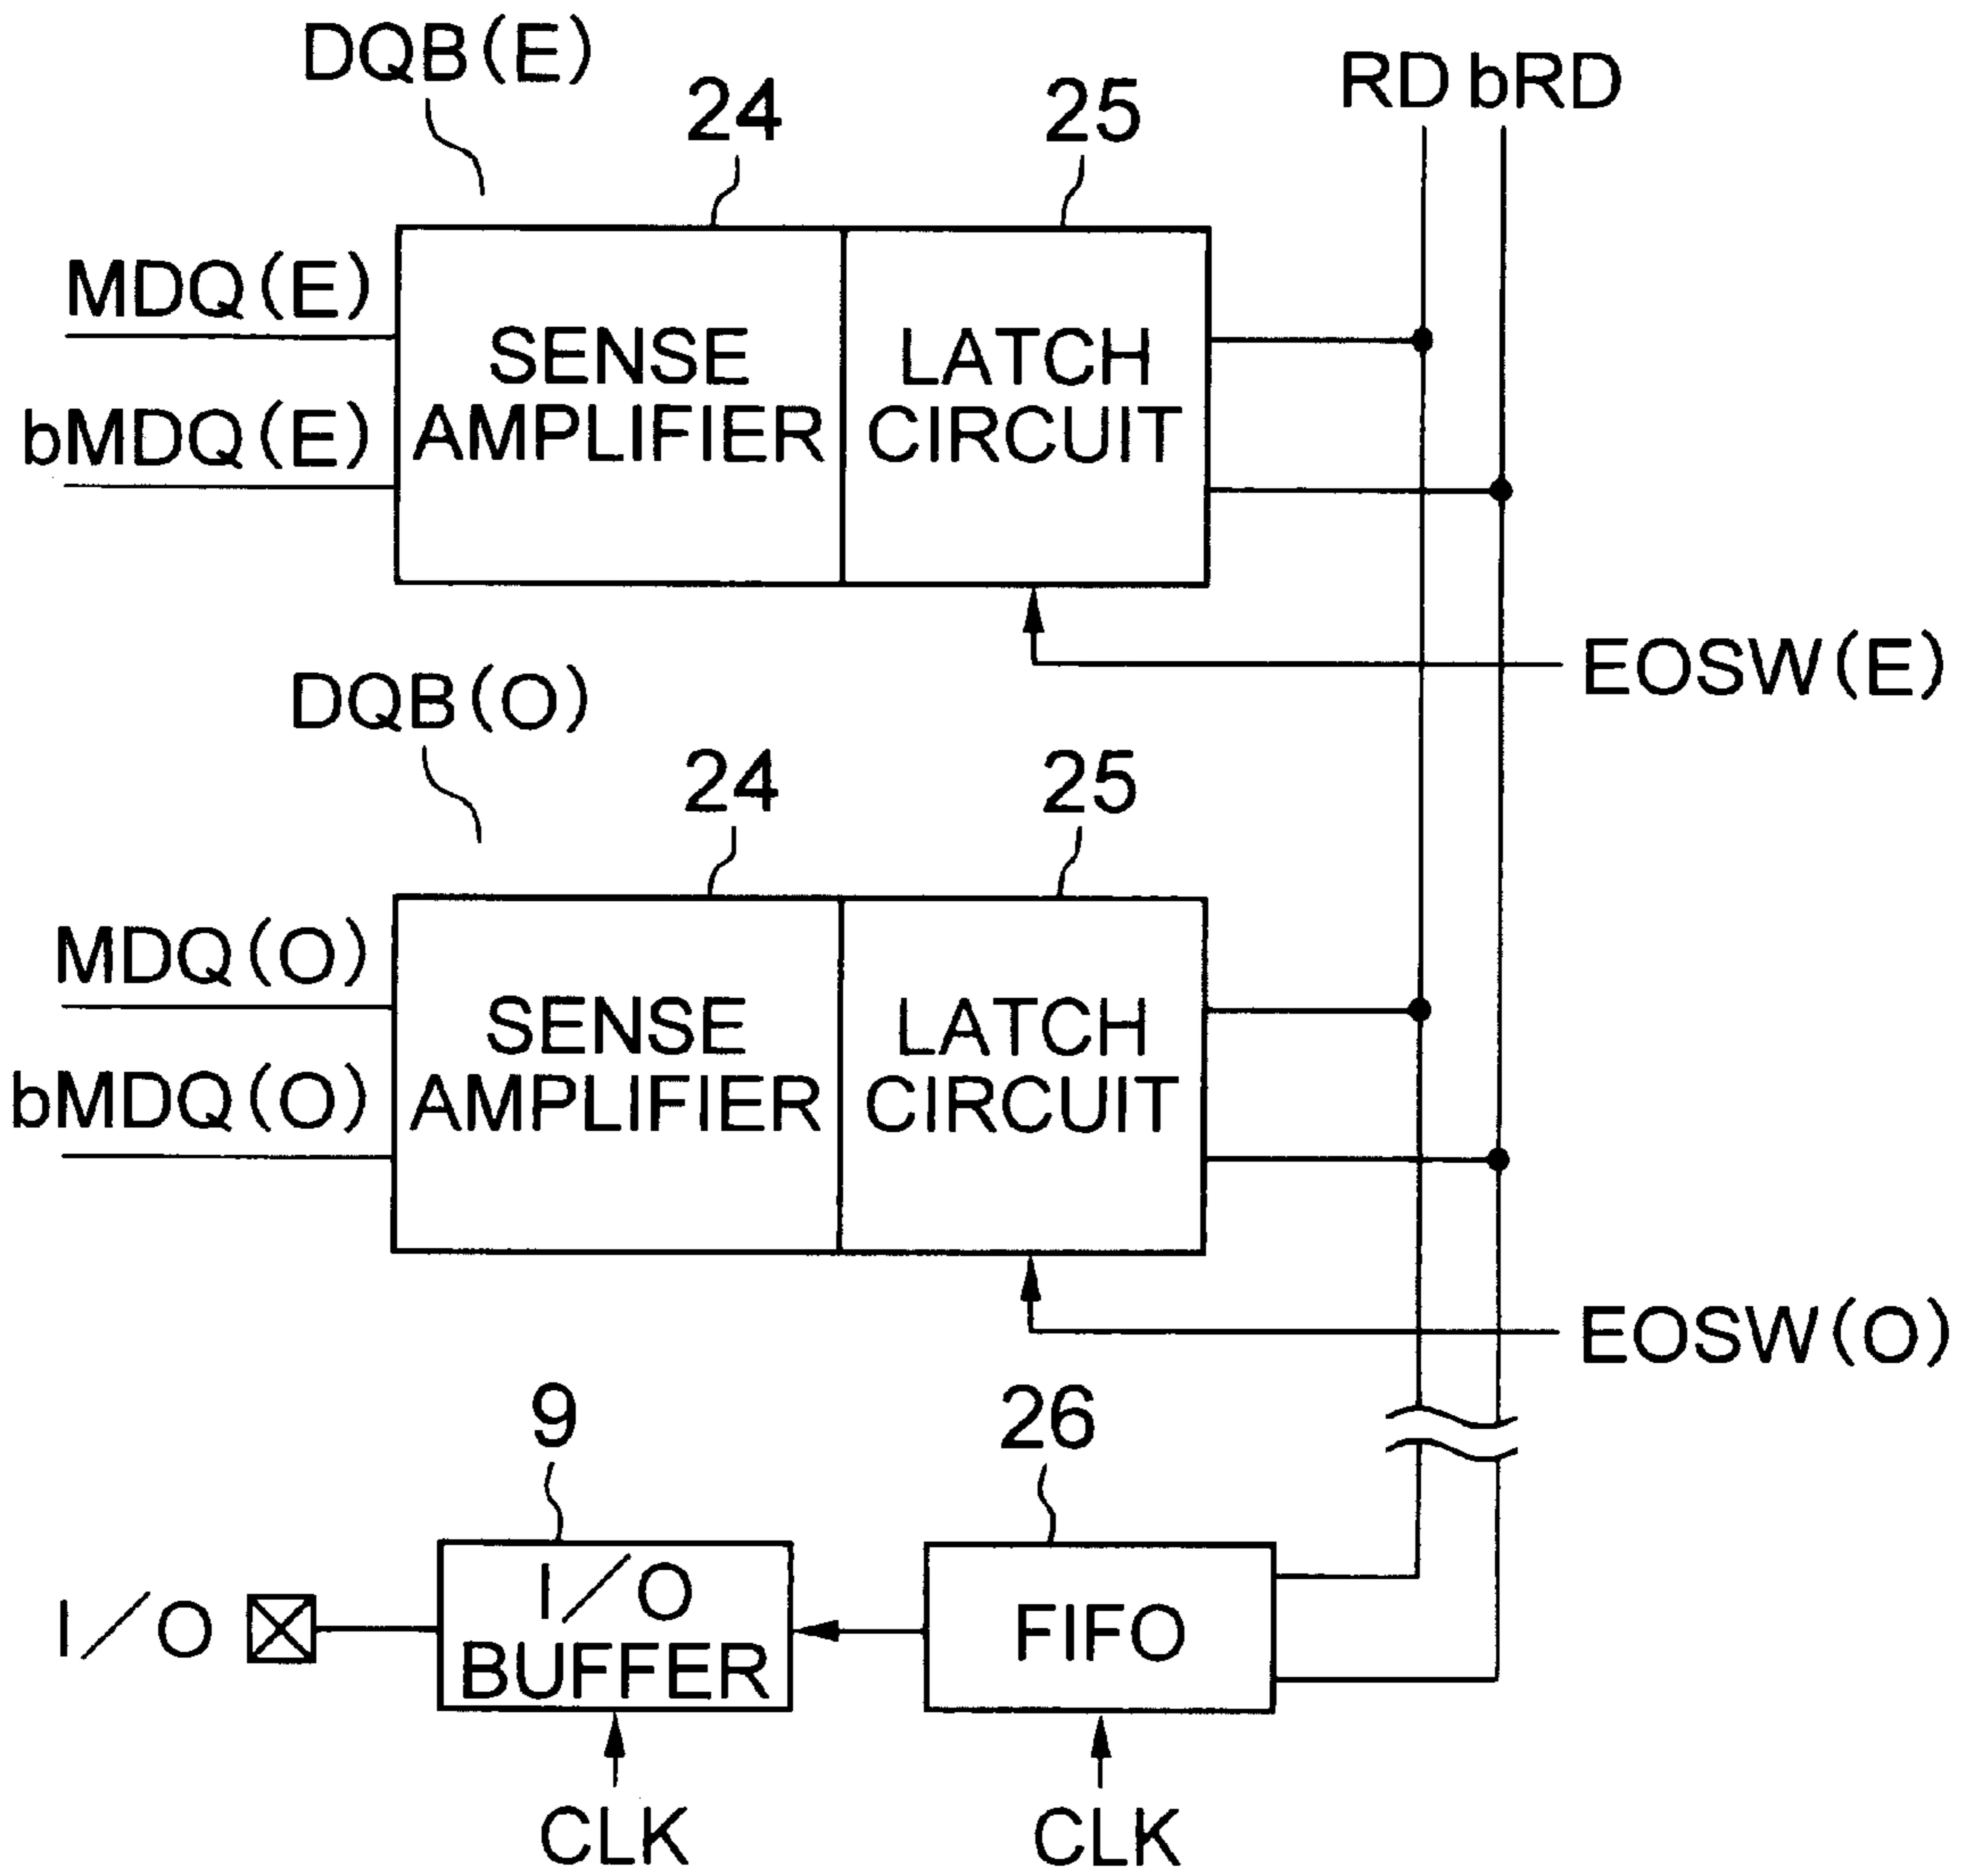 DQB(E)
24
25
RD bRD
MDQ(E)
bMDQ(E)
SENSE
AMPLIFIER
LATCH
CIRCUIT
EOSW(E)
DQB(O)
24
25
MDQ(O)
bMDQ(O)
SENSE
AMPLIFIER
LATCH
CIRCUIT
EOSW(O)
9
26
I/O
I/O
BUFFER
FIFO
CLK
CLK